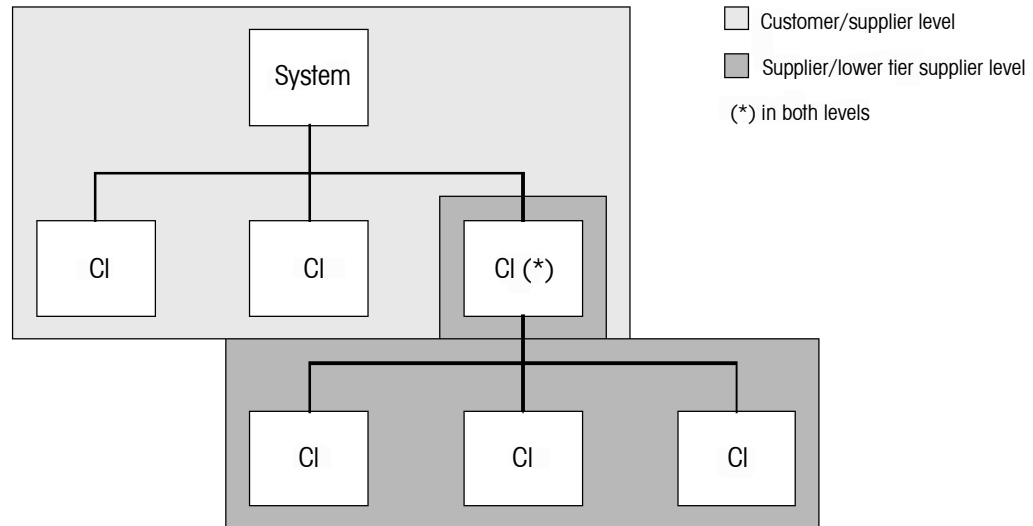 Customer/supplier level
Supplier/lower tier supplier level
(*) in both levels
System
CI
CI
CI (*)
CI
CI
CI